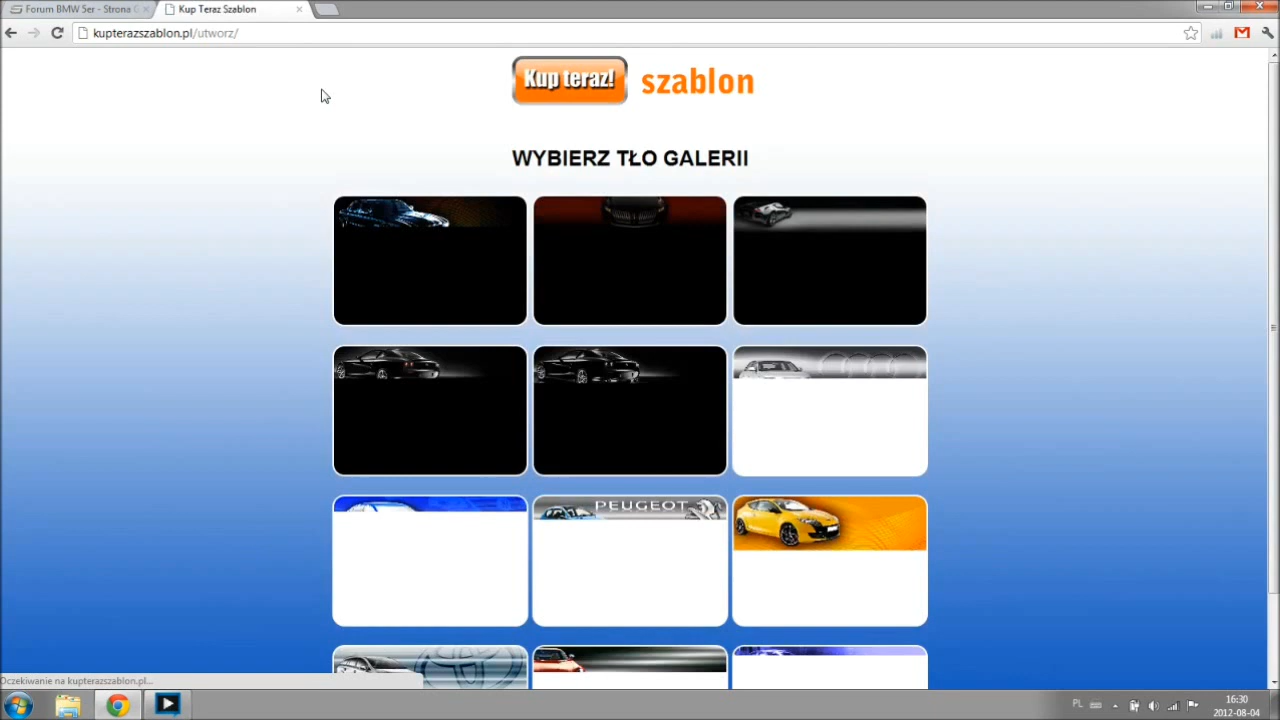 Forum BMW 5er - Strona G
Kup Teraz Szablon
kupterazszablon.pl/utworz/
Kup teraz! szablon
WYBIERZ TŁO GALERII
PEUGEOT
Oczekiwanie na kupterazszablon.pl...
PL
16:30
2012-08-04